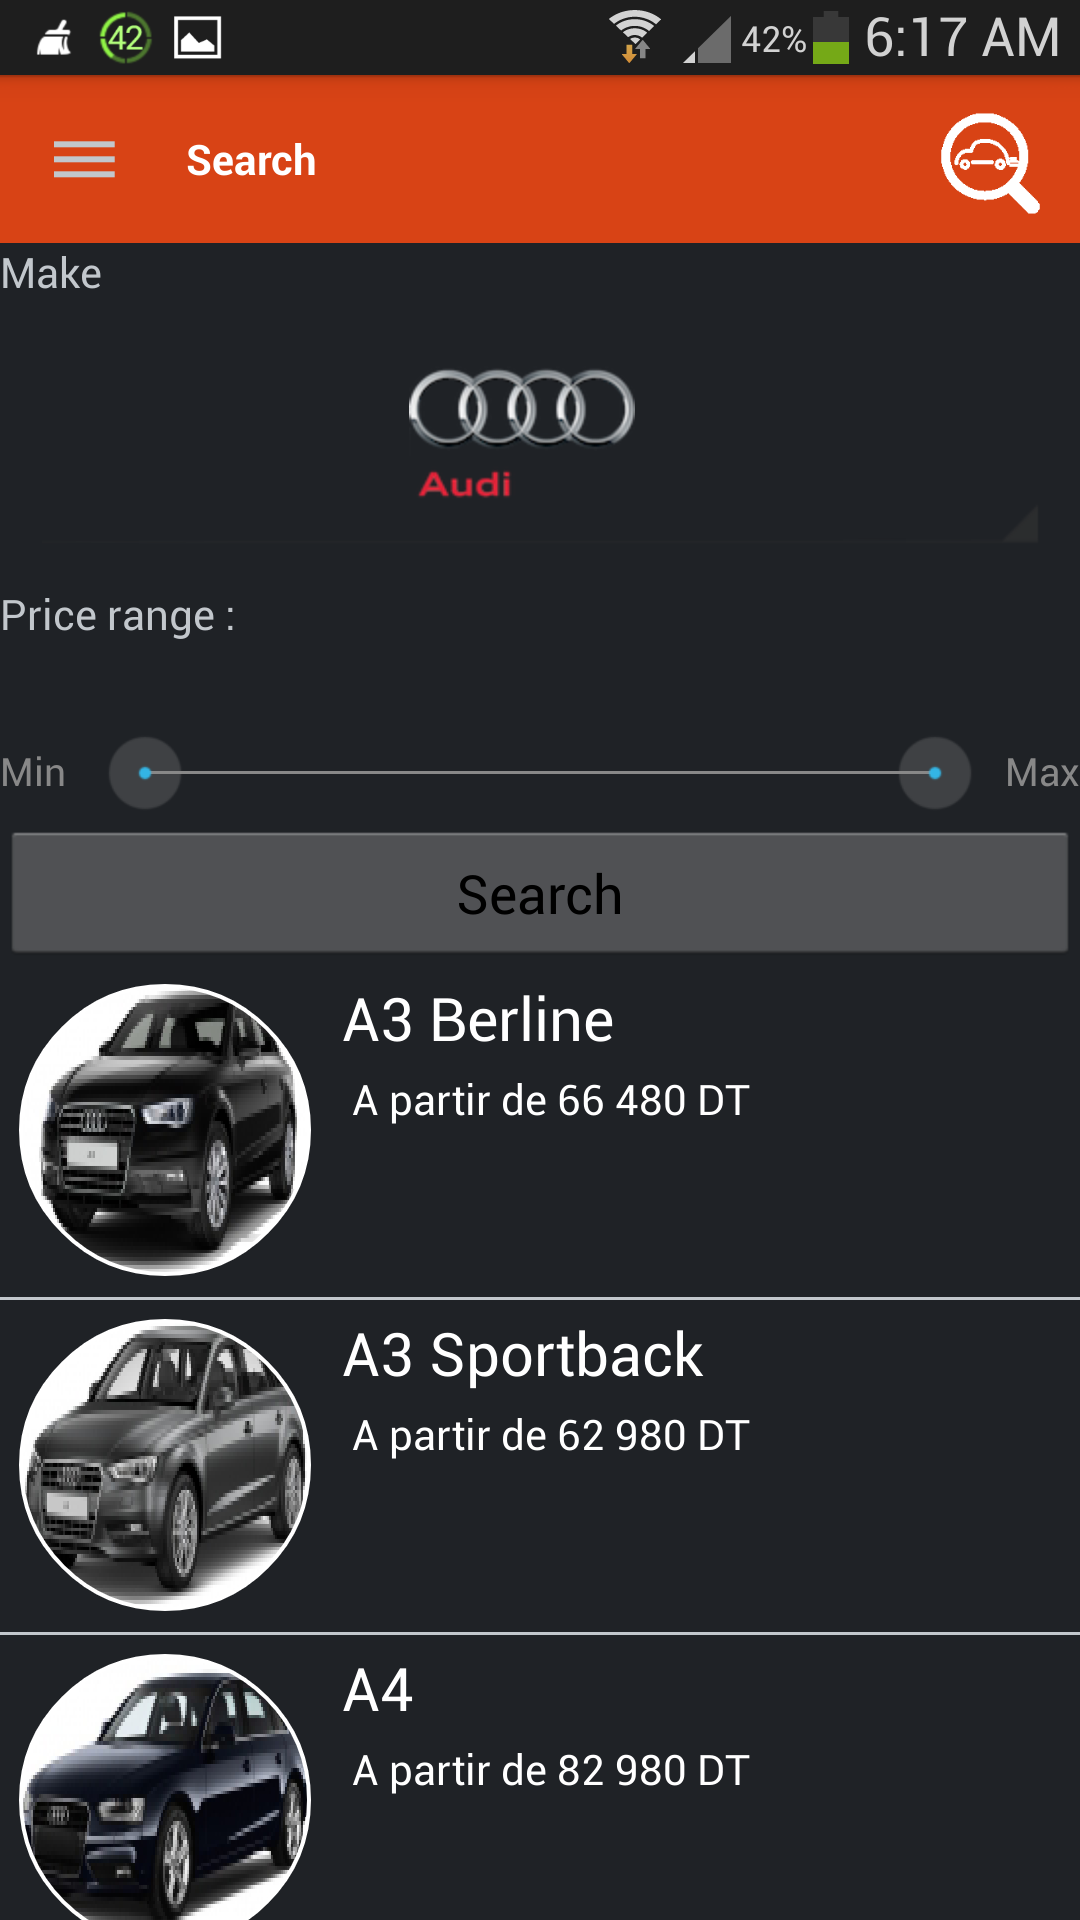 42 42% 6:17 AM
Search
Make
Audi
Price range :
Min Max
Search
A3 Berline
A partir de 66 480 DT
A3 Sportback
A partir de 62 980 DT
A4
A partir de 82 980 DT